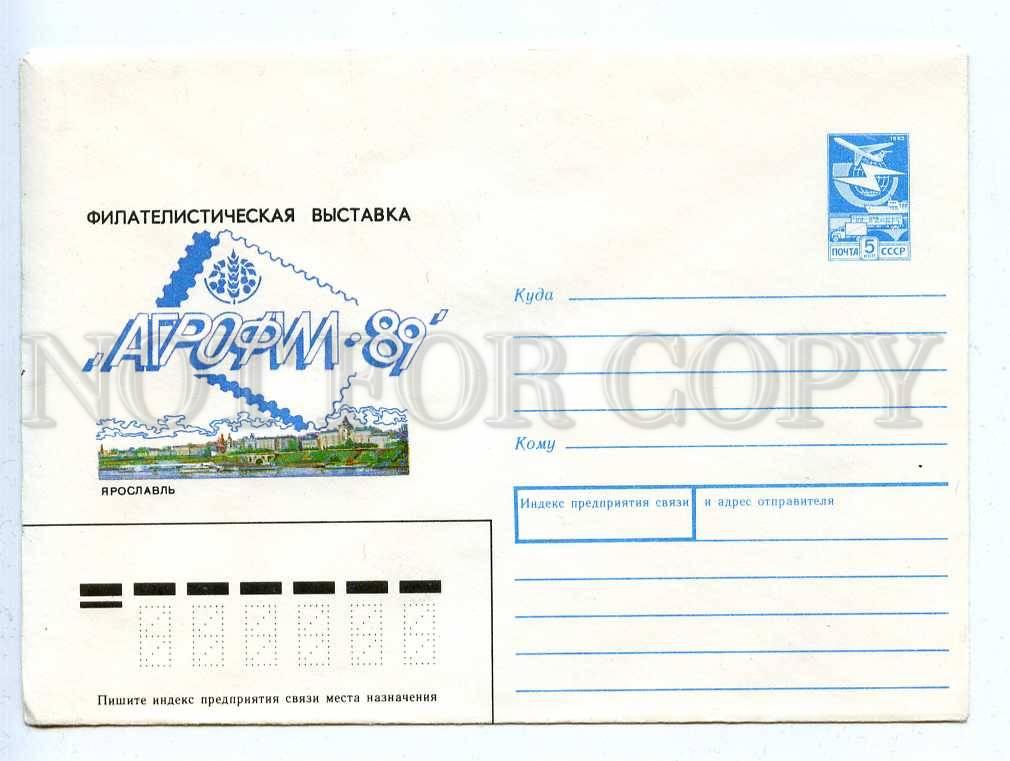 1982
ПОЧТА 5 КОП СССР
ФИЛАТЕЛИСТИЧЕСКАЯ ВЫСТАВКА
„АГРОФИЛ·89"
ЯРОСЛАВЛЬ
NOT FOR COPY
Куда
Кому
Индекс предприятия связи и адрес отправителя
Пишите индекс предприятия связи места назначения